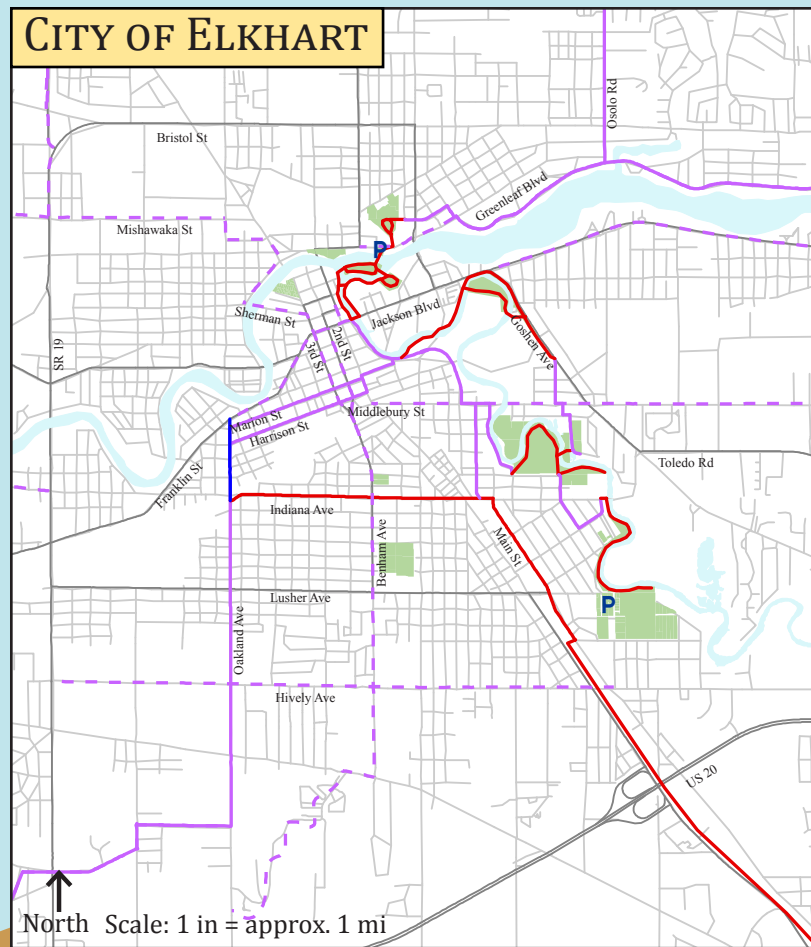 CITY OF ELKHART
Bristol St
Osolo Rd
Mishawaka St
Greenleaf Blvd
P
Sherman St
Jackson Blvd
Goshen Ave
SR 19
3rd St
2nd St
Marion St
Harrison St
Middlebury St
Franklin St
Toledo Rd
Indiana Ave
Main St
Benham Ave
Lusher Ave
P
Oakland Ave
Hively Ave
US 20
North Scale: 1 in = approx. 1 mi